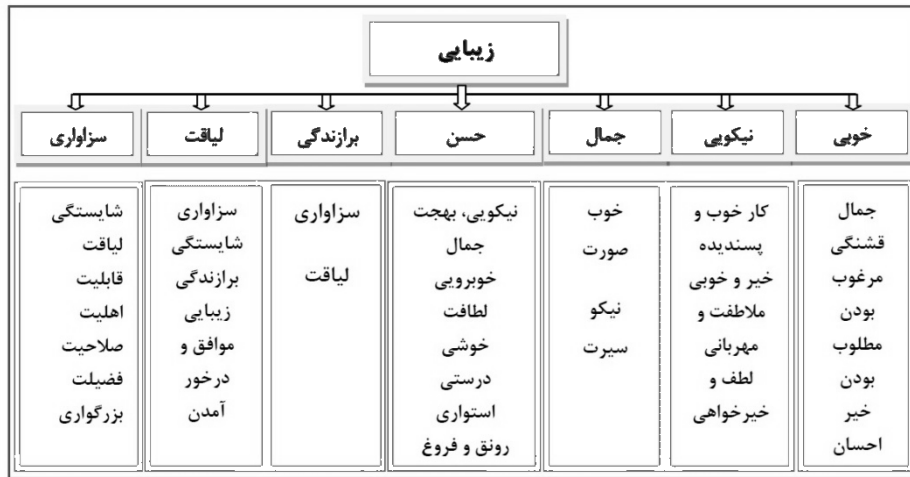 زیبایی
خوبی
نیکویی
جمال
حسن
برازندگی
لیاقت
سزاواری
جمال
قشنگی
مرغوب
بودن
مطلوب
بودن
خیر
احسان
کار خوب و
پسندیده
خیر و خوبی
ملاطفت و
مهربانی
لطف و
خیرخواهی
خوب
صورت
نیکو
سیرت
نیکویی، بهجت
جمال
خوبرویی
لطافت
خوشی
درستی
استواری
رونق و فروغ
سزاواری
لیاقت
سزاواری
شایستگی
برازندگی
زیبایی
موافق و
درخور
آمدن
شایستگی
لیاقت
قابلیت
اهلیت
صلاحیت
فضیلت
بزرگواری